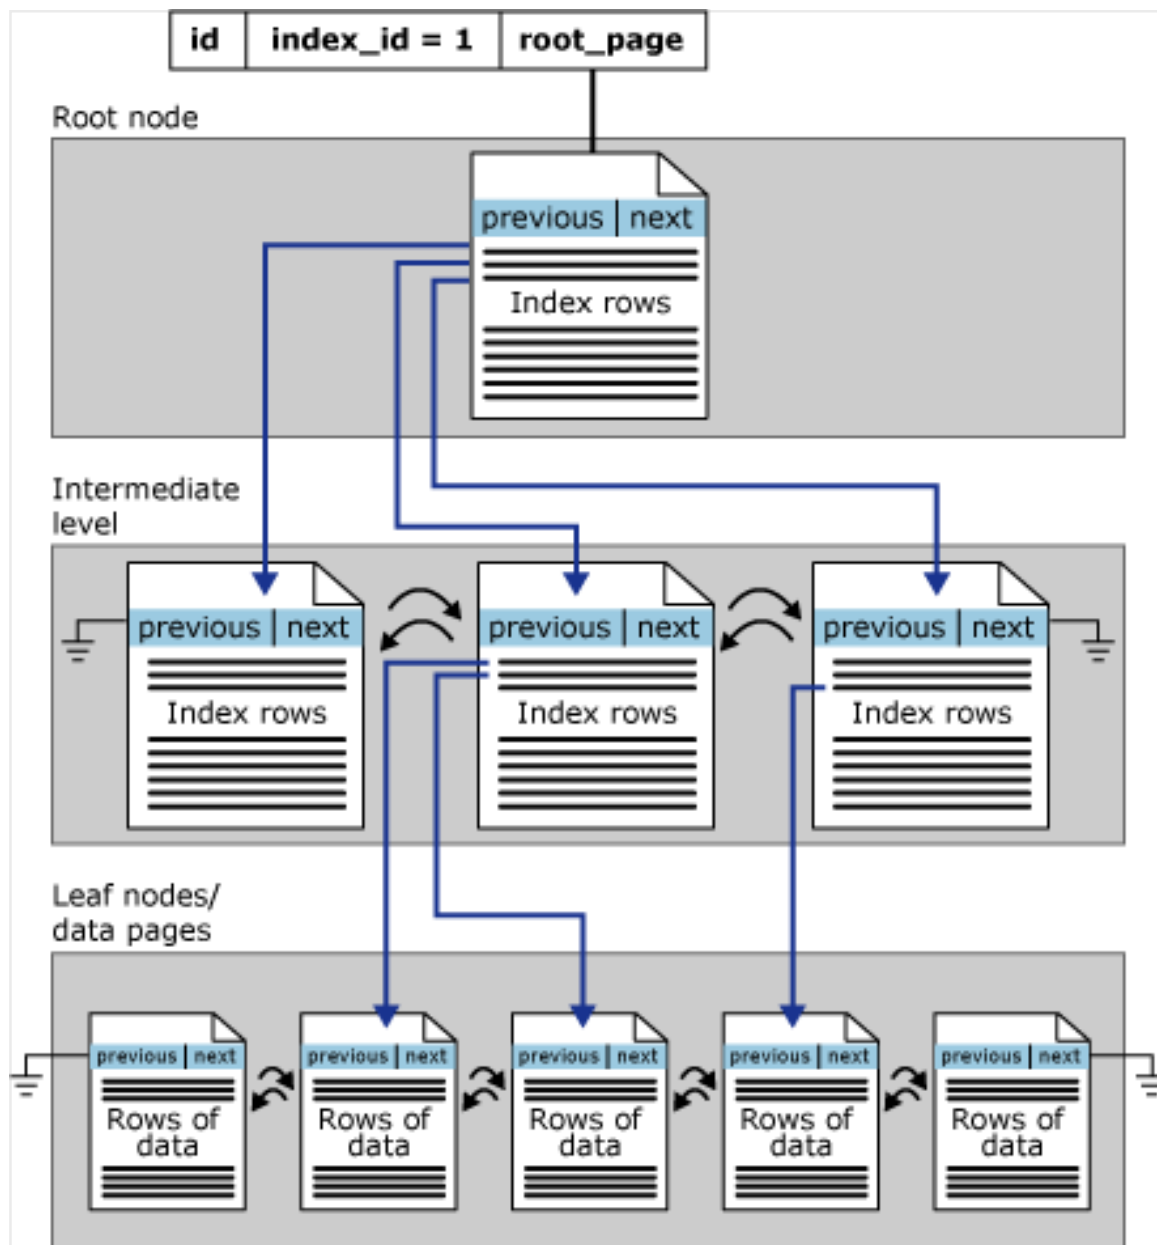 id index_id = 1 root_page
Root node
previous next
Index rows
Intermediate
level
previous next previous next previous next
Index rows Index rows Index rows
Leaf nodes/
data pages
previous next previous next previous next previous next previous next
Rows of Rows of Rows of Rows of Rows of
data data data data data